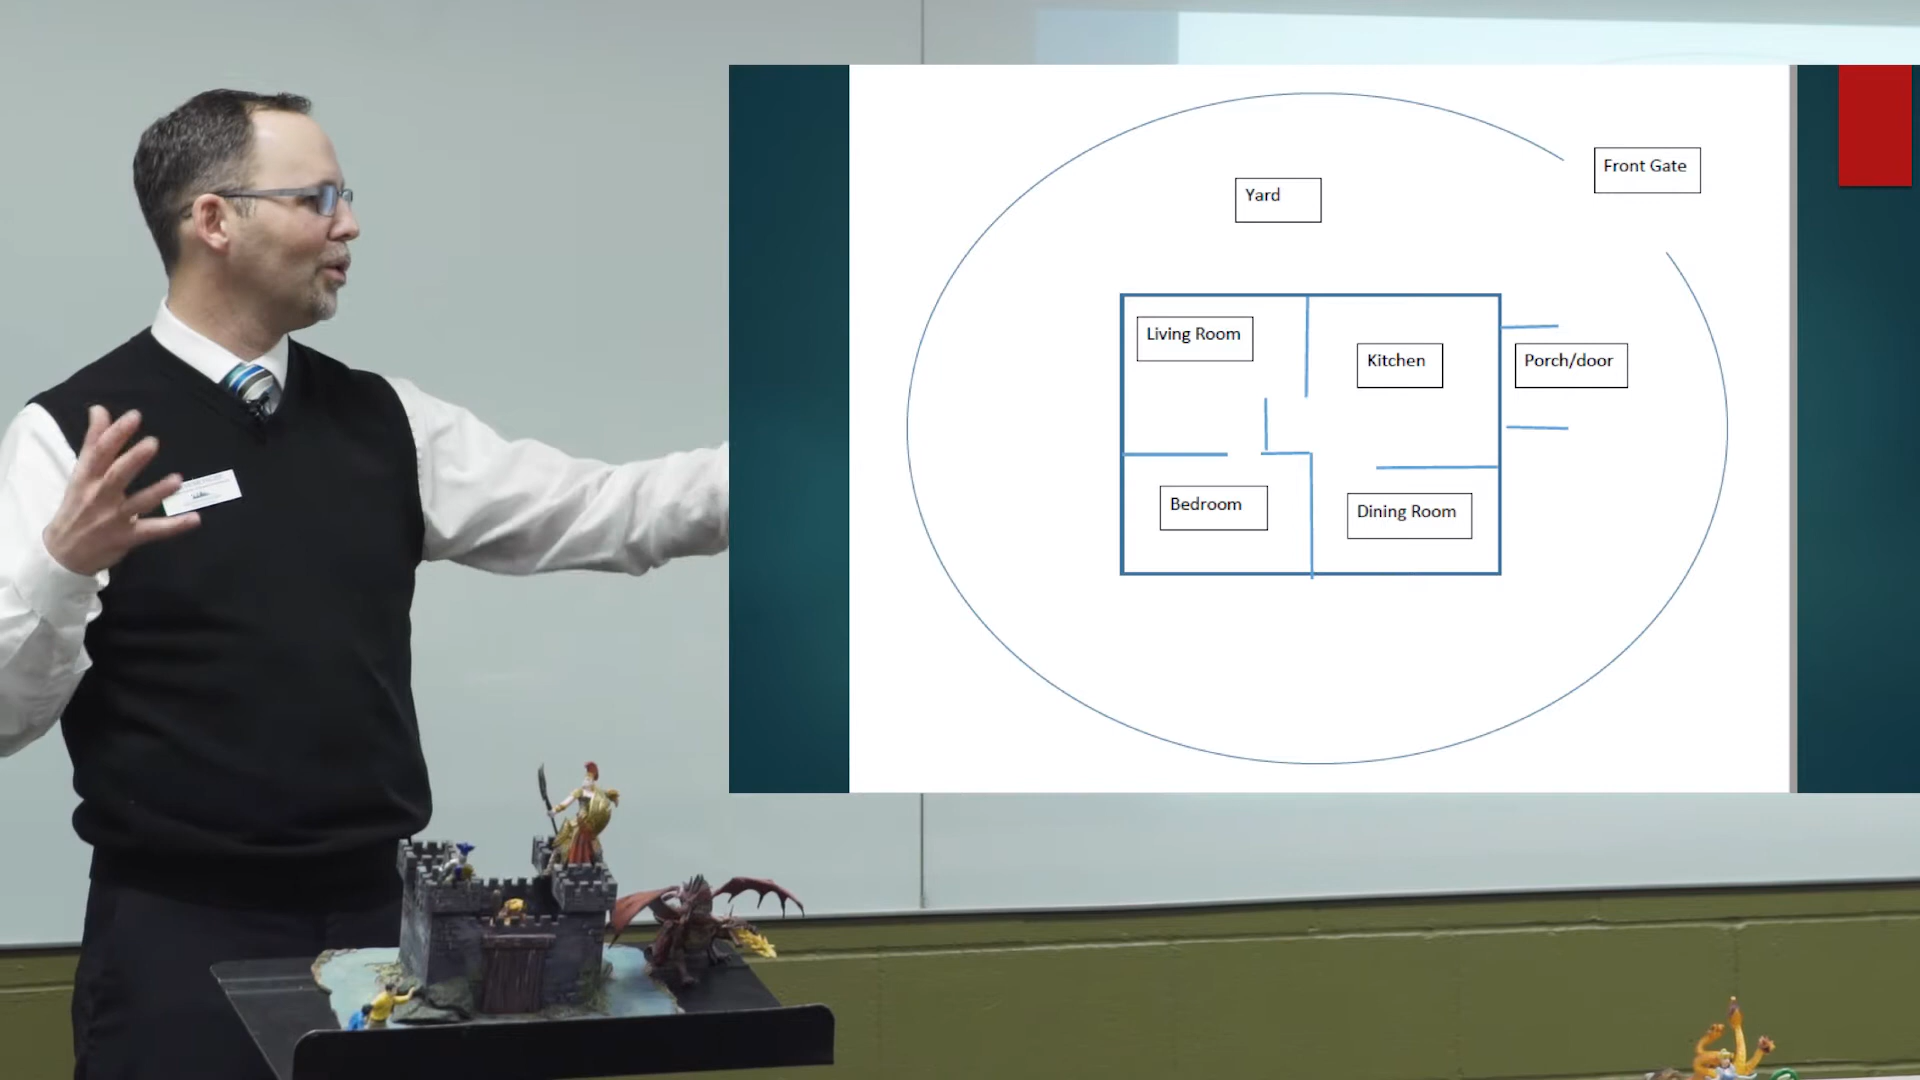 Front Gate
Yard
Living Room
Kitchen
Porch/door
Bedroom
Dining Room